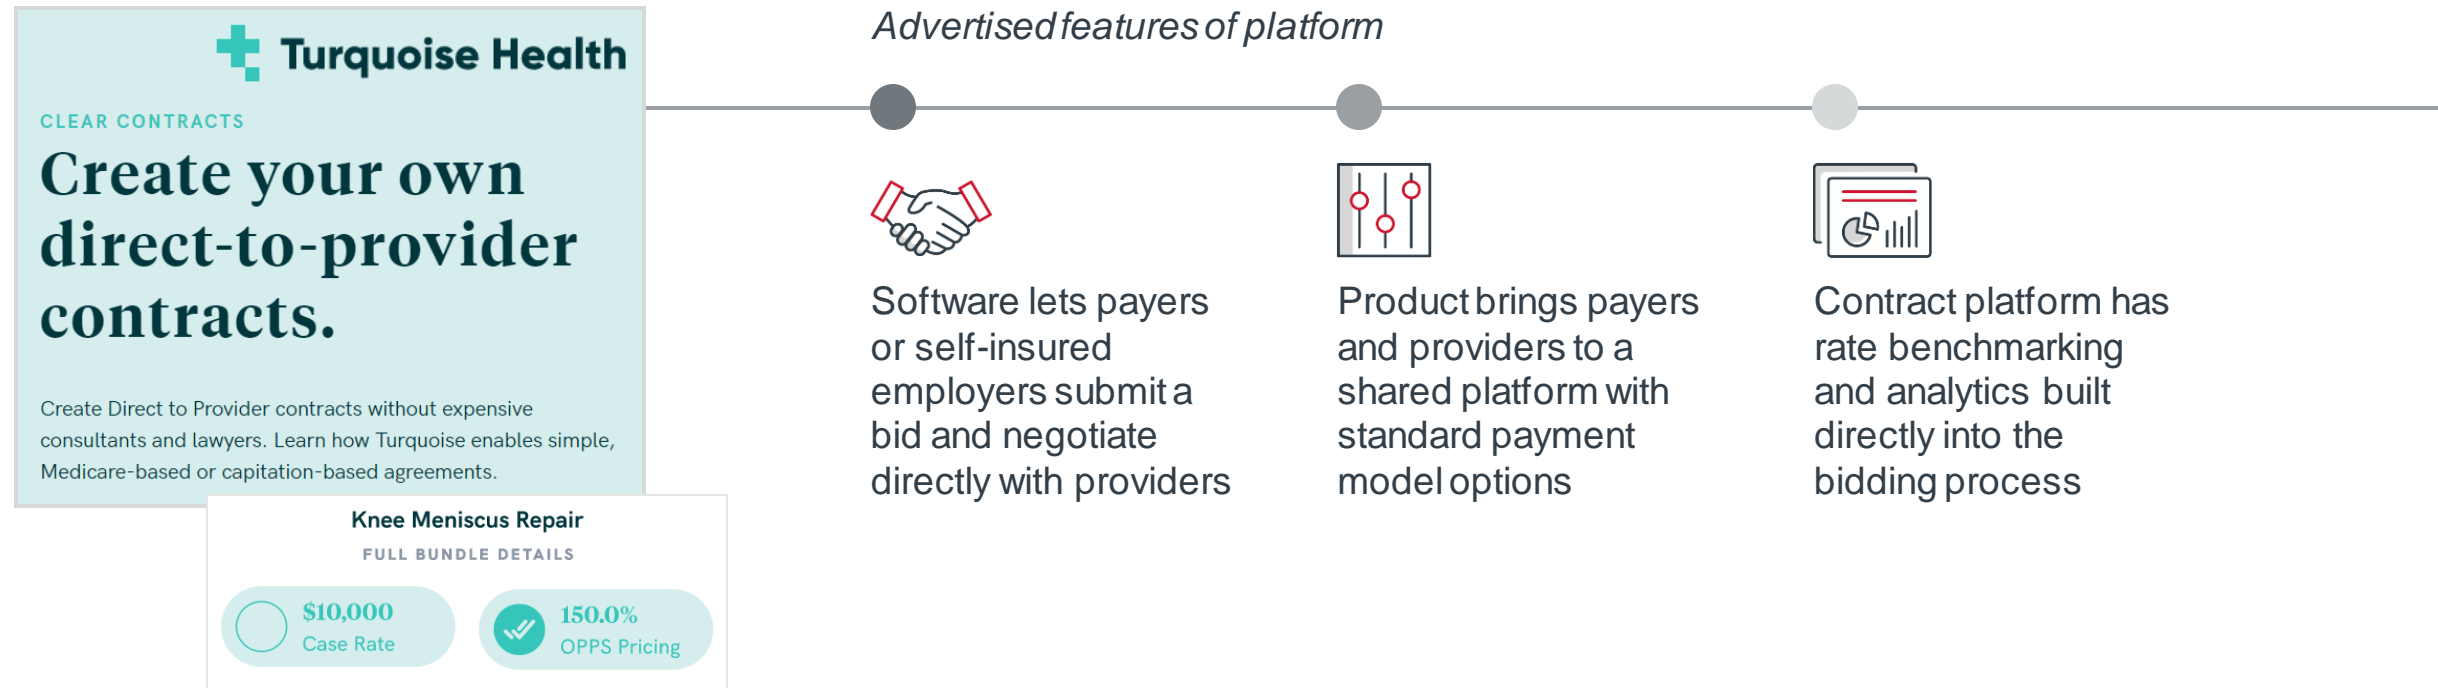 Turquoise Health
CLEAR CONTRACTS
Create your own
direct-to-provider
contracts.
Create Direct to Provider contracts without expensive
consultants and lawyers. Learn how Turquoise enables simple,
Medicare-based or capitation-based agreements.
Knee Meniscus Repair
FULL BUNDLE DETAILS
$10,000
Case Rate
150.0%
OPPS Pricing
Advertised features of platform
Software lets payers
or self-insured
employers submit a
bid and negotiate
directly with providers
Product brings payers
and providers to a
shared platform with
standard payment
model options
Contract platform has
rate benchmarking
and analytics built
directly into the
bidding process